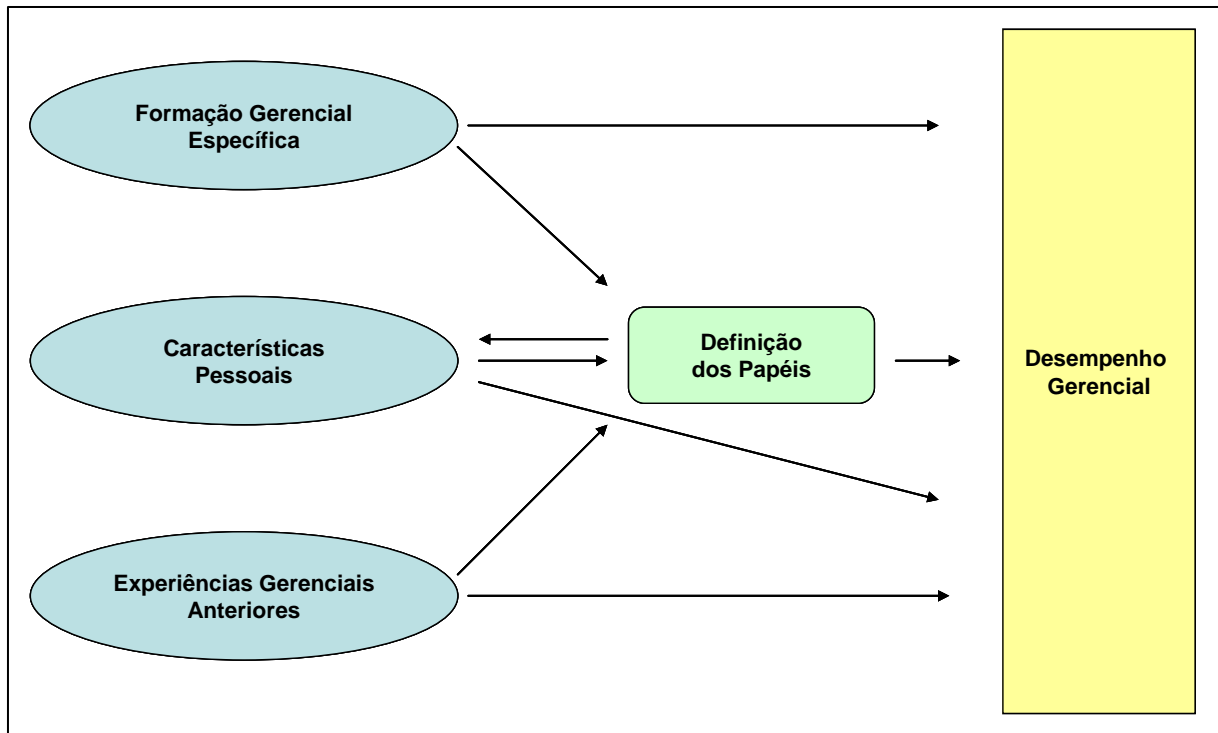 Formação Gerencial
Específica
Características
Pessoais
Definição
dos Papéis
Desempenho
Gerencial
Experiências Gerenciais
Anteriores